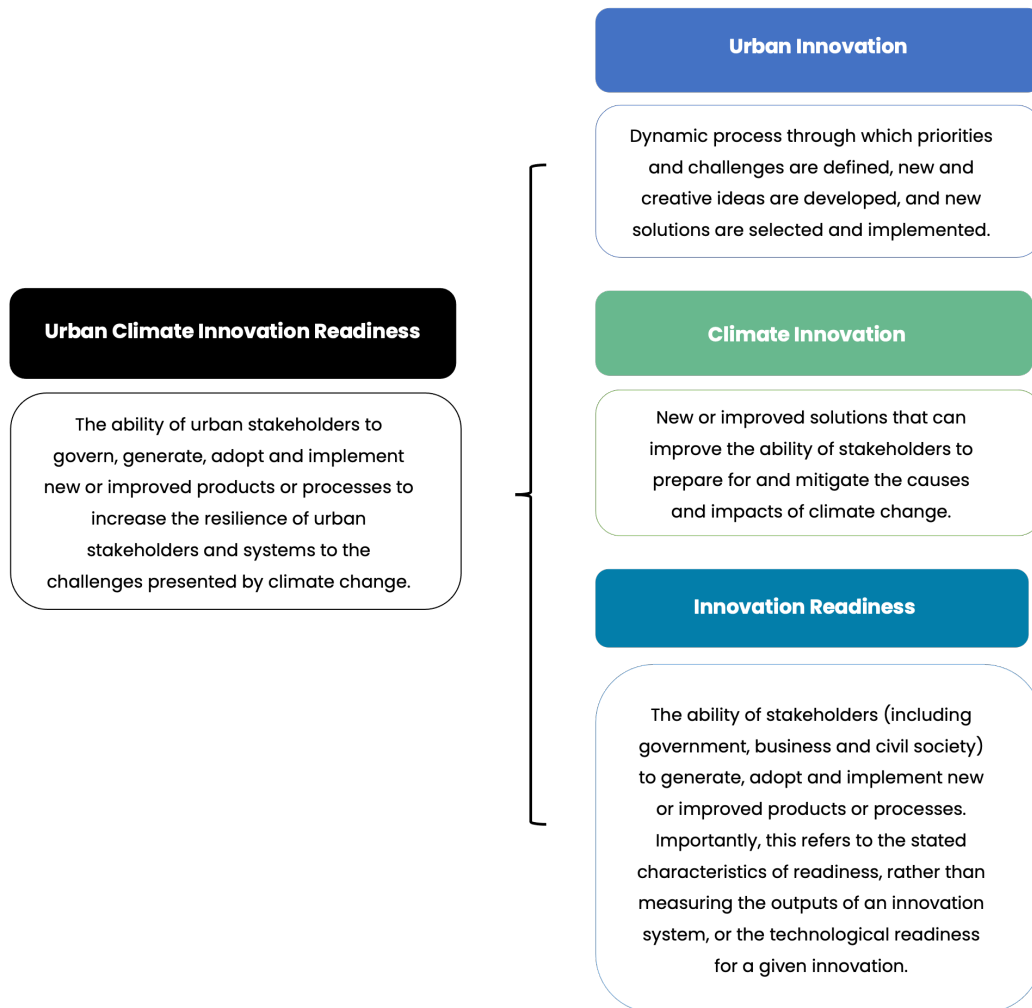 Urban Innovation
Dynamic process through which priorities
and challenges are defined, new and
creative ideas are developed, and new
solutions are selected and implemented.
Urban Climate Innovation Readiness
The ability of urban stakeholders to
govern, generate, adopt and implement
new or improved products or processes to
increase the resilience of urban
stakeholders and systems to the
challenges presented by climate change.
Climate Innovation
New or improved solutions that can
improve the ability of stakeholders to
prepare for and mitigate the causes
and impacts of climate change.
Innovation Readiness
The ability of stakeholders (including
government, business and civil society)
to generate, adopt and implement new
or improved products or processes.
Importantly, this refers to the stated
characteristics of readiness, rather than
measuring the outputs of an innovation
system, or the technological readiness
for a given innovation.